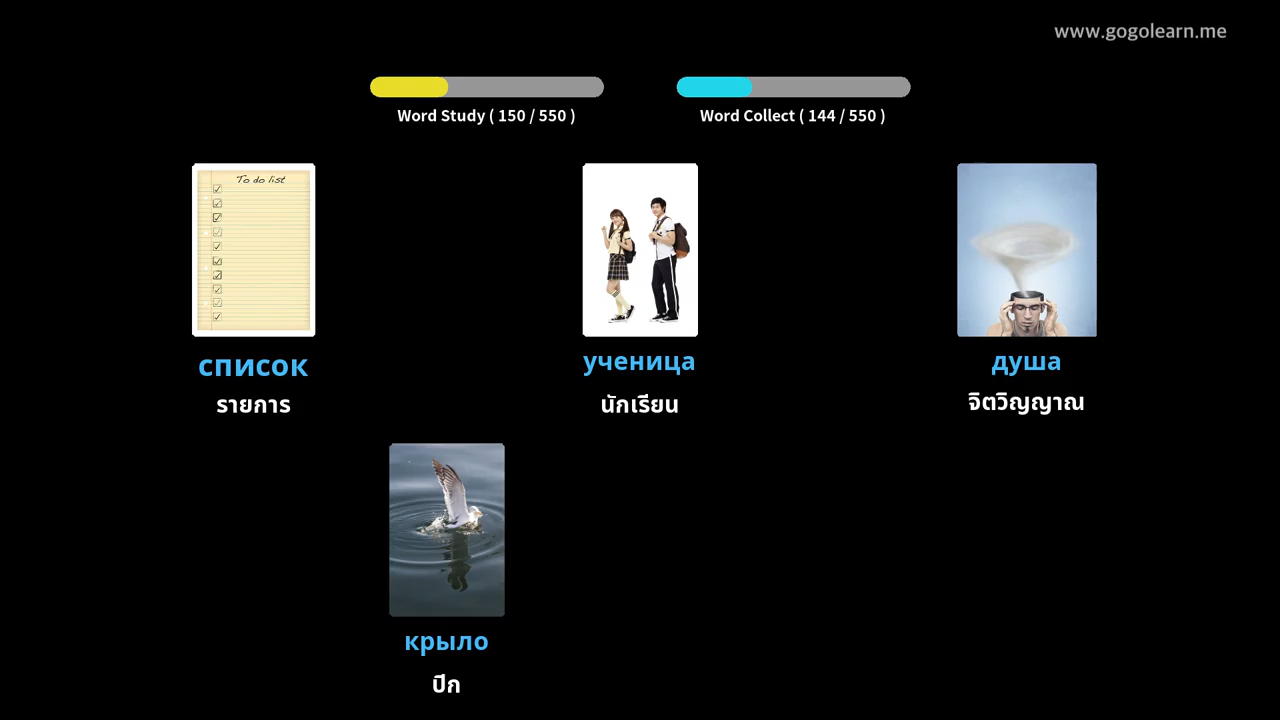 www.gogolearn.me
Word Study ( 150 / 550 )
Word Collect ( 144 / 550 )
To do list
список
รายการ
ученица
นักเรียน
душа
จิตวิญญาณ
крыло
ปีก